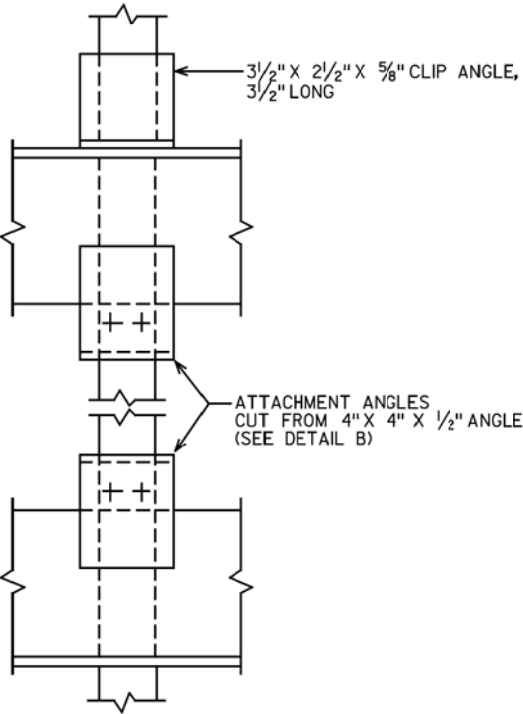 3½" X 2½" X ⅝" CLIP ANGLE,
3½" LONG
ATTACHMENT ANGLES
CUT FROM 4" X 4" X ½" ANGLE
(SEE DETAIL B)